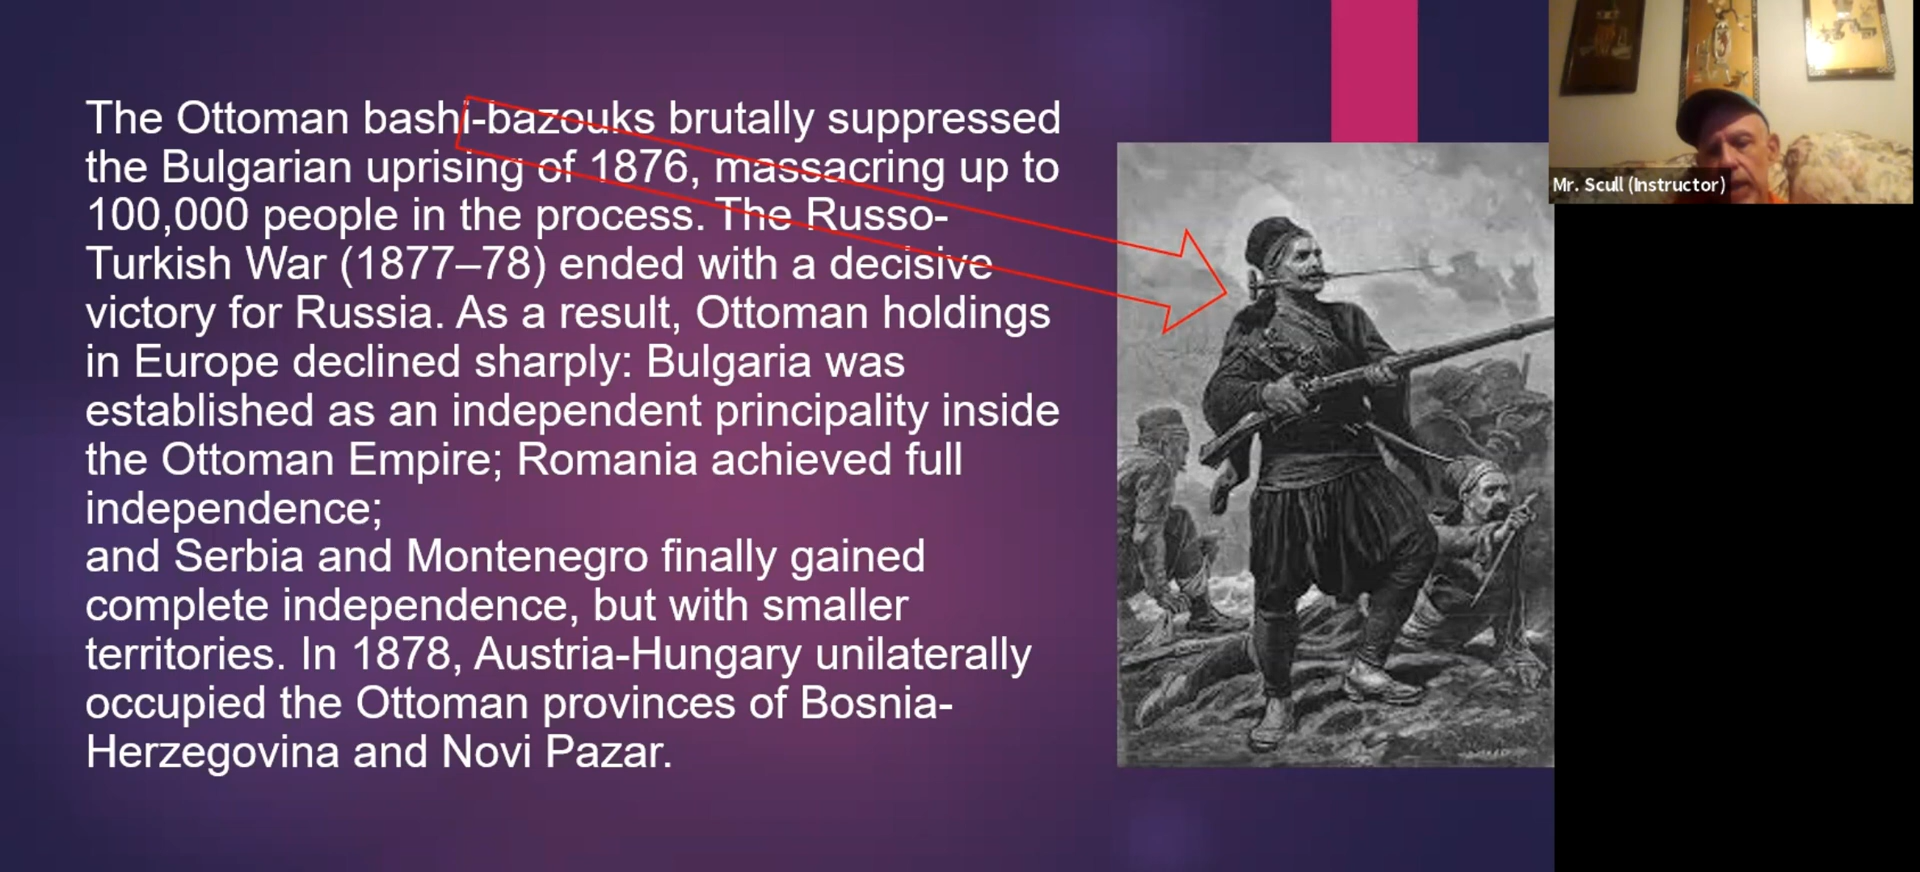 The Ottoman bashi-bazouks brutally suppressed
the Bulgarian uprising of 1876, massacring up to
100,000 people in the process. The Russo-
Turkish War (1877–78) ended with a decisive
victory for Russia. As a result, Ottoman holdings
in Europe declined sharply: Bulgaria was
established as an independent principality inside
the Ottoman Empire; Romania achieved full
independence;
and Serbia and Montenegro finally gained
complete independence, but with smaller
territories. In 1878, Austria-Hungary unilaterally
occupied the Ottoman provinces of Bosnia-
Herzegovina and Novi Pazar.
Mr. Scull (Instructor)